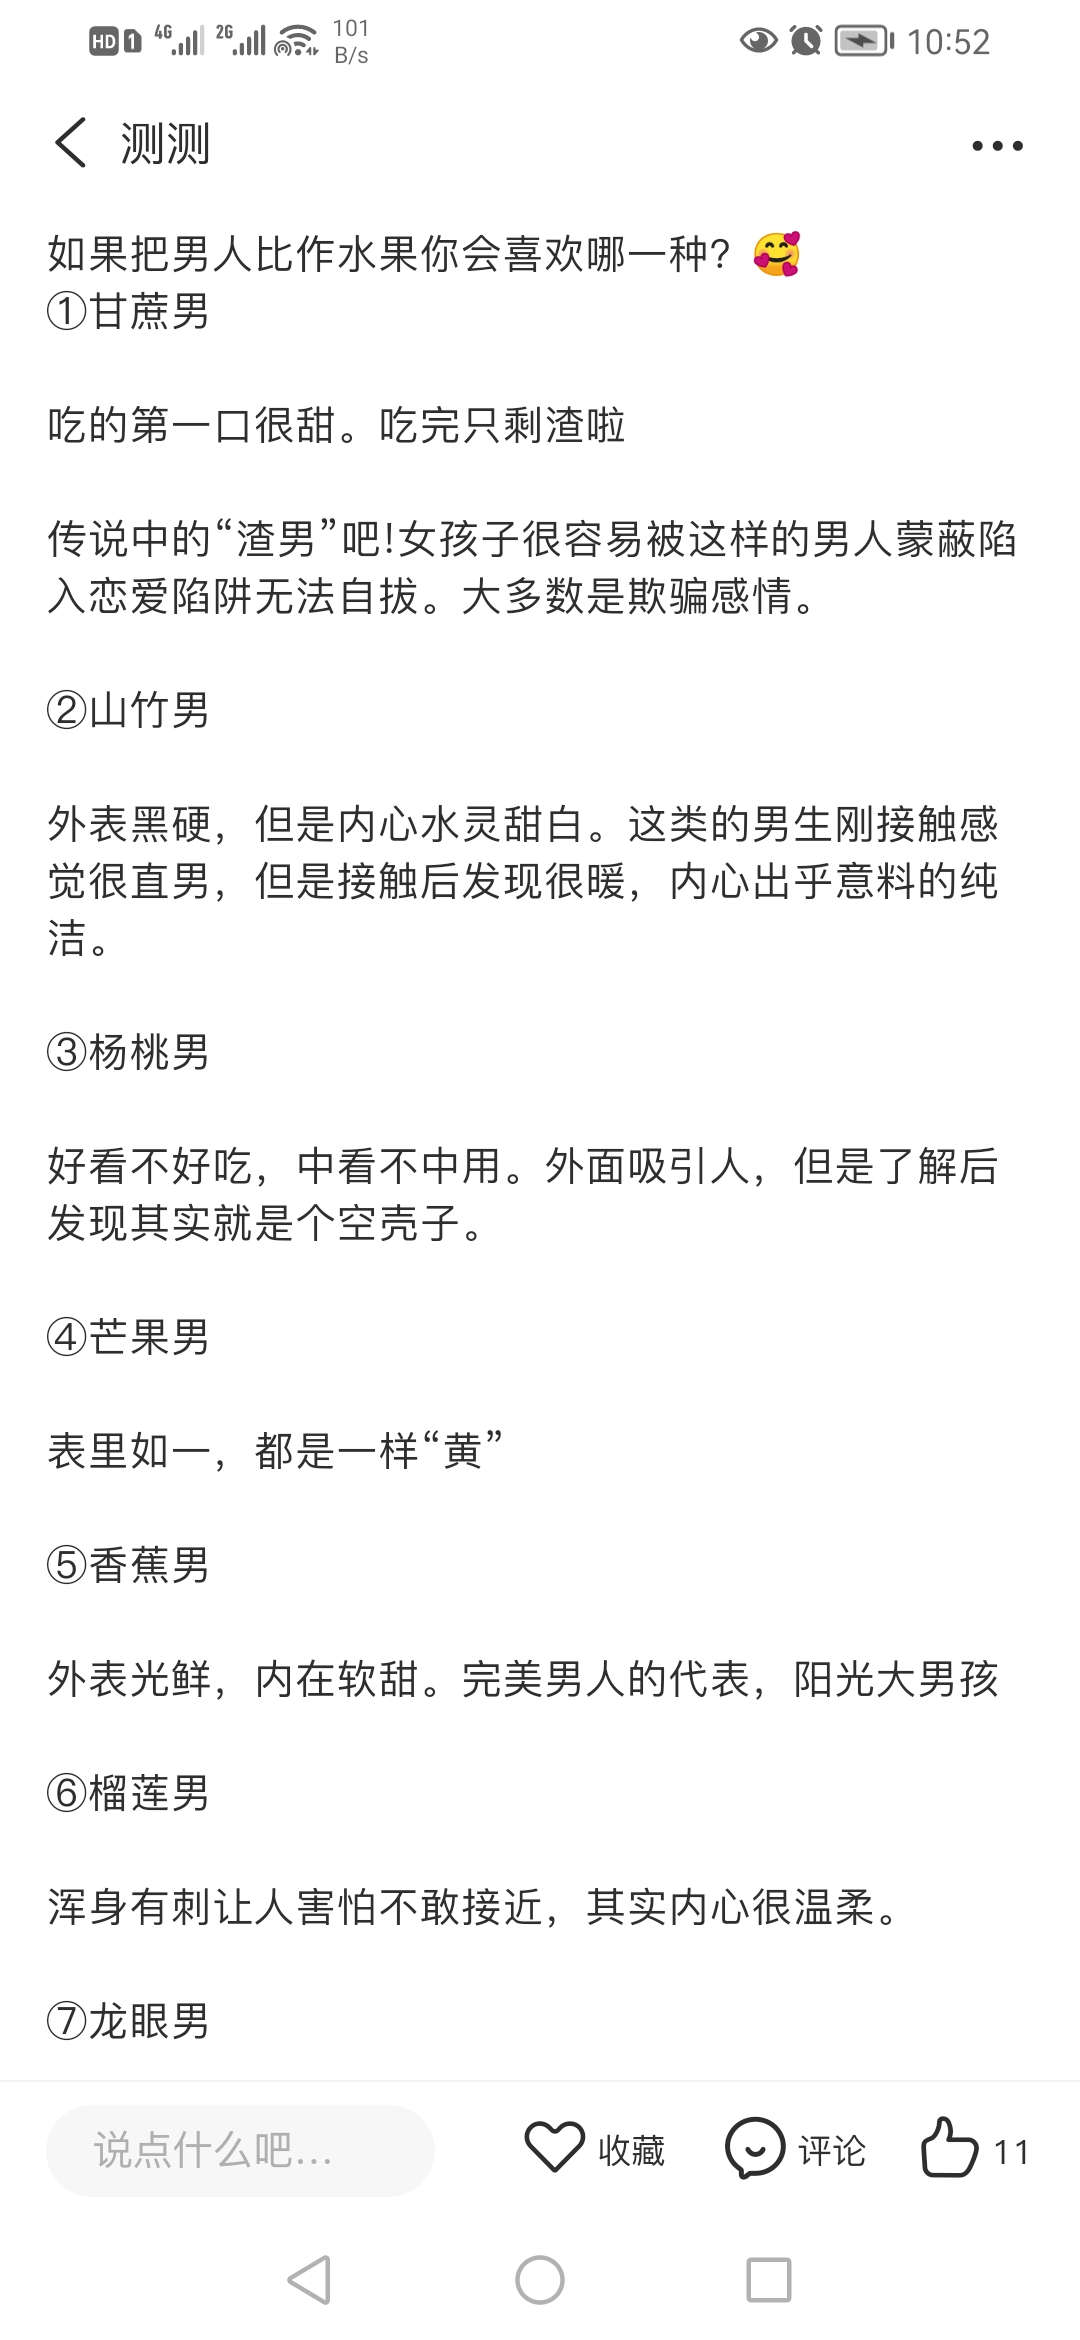 HD 1 4G 2G 101 B/s 10:52
测测
如果把男人比作水果你会喜欢哪一种？🥰
①甘蔗男
吃的第一口很甜。吃完只剩渣啦
传说中的“渣男”吧!女孩子很容易被这样的男人蒙蔽陷
入恋爱陷阱无法自拔。大多数是欺骗感情。
②山竹男
外表黑硬，但是内心水灵甜白。这类的男生刚接触感
觉很直男，但是接触后发现很暖，内心出乎意料的纯
洁。
③杨桃男
好看不好吃，中看不中用。外面吸引人，但是了解后
发现其实就是个空壳子。
④芒果男
表里如一，都是一样“黄”
⑤香蕉男
外表光鲜，内在软甜。完美男人的代表，阳光大男孩
⑥榴莲男
浑身有刺让人害怕不敢接近，其实内心很温柔。
⑦龙眼男
说点什么吧... 收藏 评论 11